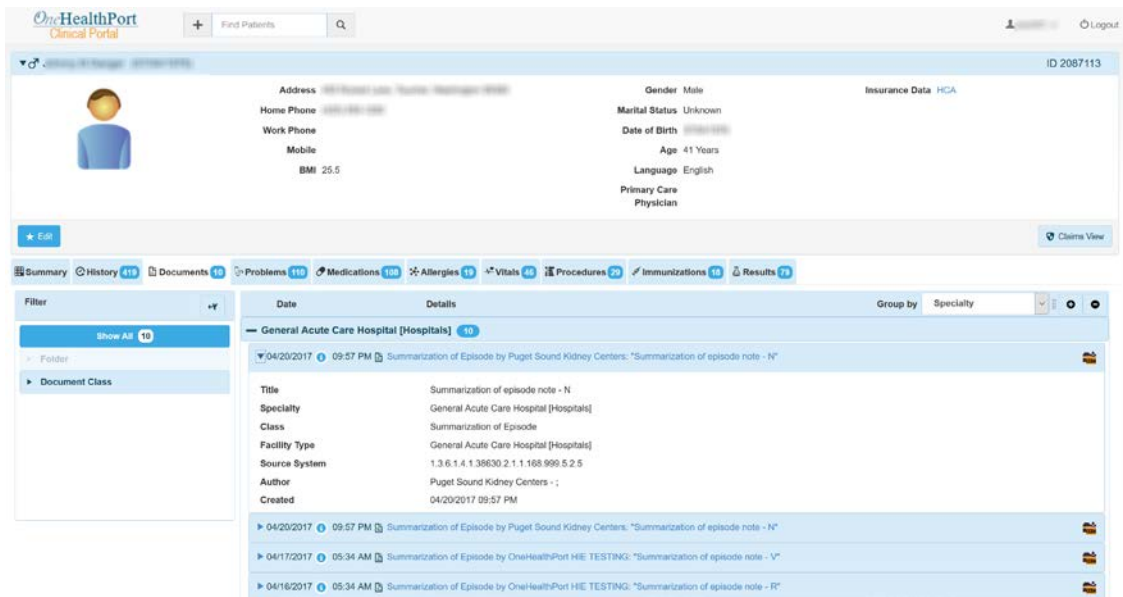 OneHealthPort
Clinical Portal
Find Patients
Logout
ID 2087113
Address
Home Phone
Work Phone
Mobile
BMI 25.5
Gender Male
Marital Status Unknown
Date of Birth
Age 41 Years
Language English
Primary Care
Physician
Insurance Data HCA
Edit
Claims View
Summary History 419 Documents 10 Problems 110 Medications 108 Allergies 19 Vitals 46 Procedures 29 Immunizations 18 Results 79
Filter
Show All 10
Folder
Document Class
Date Details Group by Specialty
General Acute Care Hospital [Hospitals] 10
04/20/2017 09:57 PM Summarization of Episode by Puget Sound Kidney Centers: "Summarization of episode note - N"
Title Summarization of episode note - N
Specialty General Acute Care Hospital [Hospitals]
Class Summarization of Episode
Facility Type General Acute Care Hospital [Hospitals]
Source System 1.3.6.1.4.1.38630.2.1.1.168.999.5.2.5
Author Puget Sound Kidney Centers - ;
Created 04/20/2017 09:57 PM
04/20/2017 09:57 PM Summarization of Episode by Puget Sound Kidney Centers: "Summarization of episode note - N"
04/17/2017 05:34 AM Summarization of Episode by OneHealthPort HIE TESTING: "Summarization of episode note - V"
04/16/2017 05:34 AM Summarization of Episode by OneHealthPort HIE TESTING: "Summarization of episode note - R"